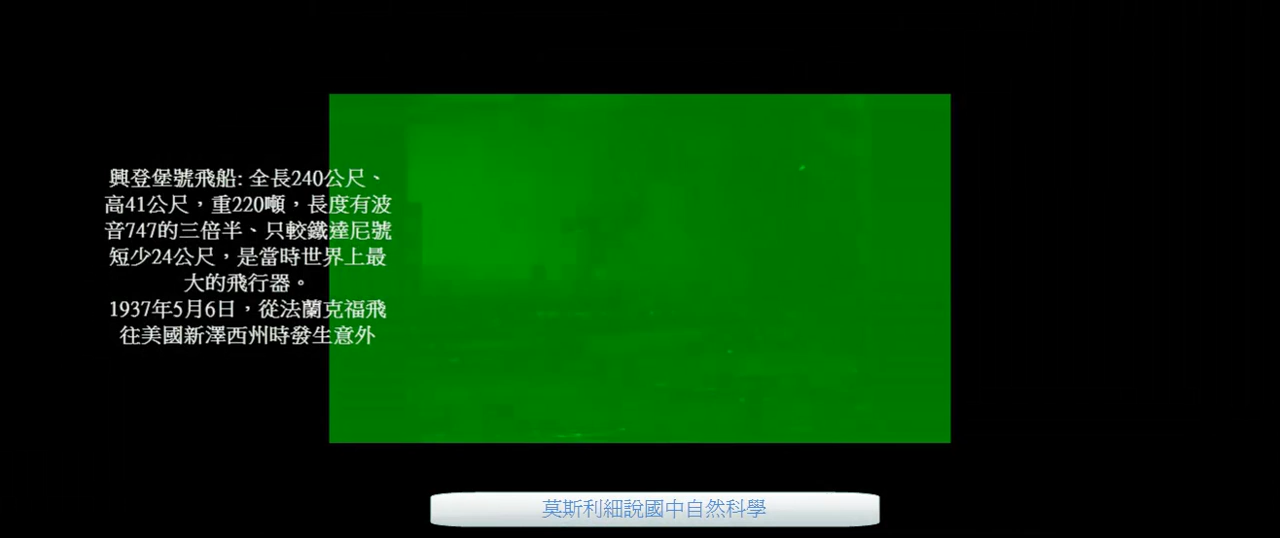 興登堡號飛船: 全長240公尺、
高41公尺，重220噸，長度有波
音747的三倍半、只較鐵達尼號
短少24公尺，是當時世界上最
大的飛行器。
1937年5月6日，從法蘭克福飛
往美國新澤西州時發生意外
莫斯利細說國中自然科學